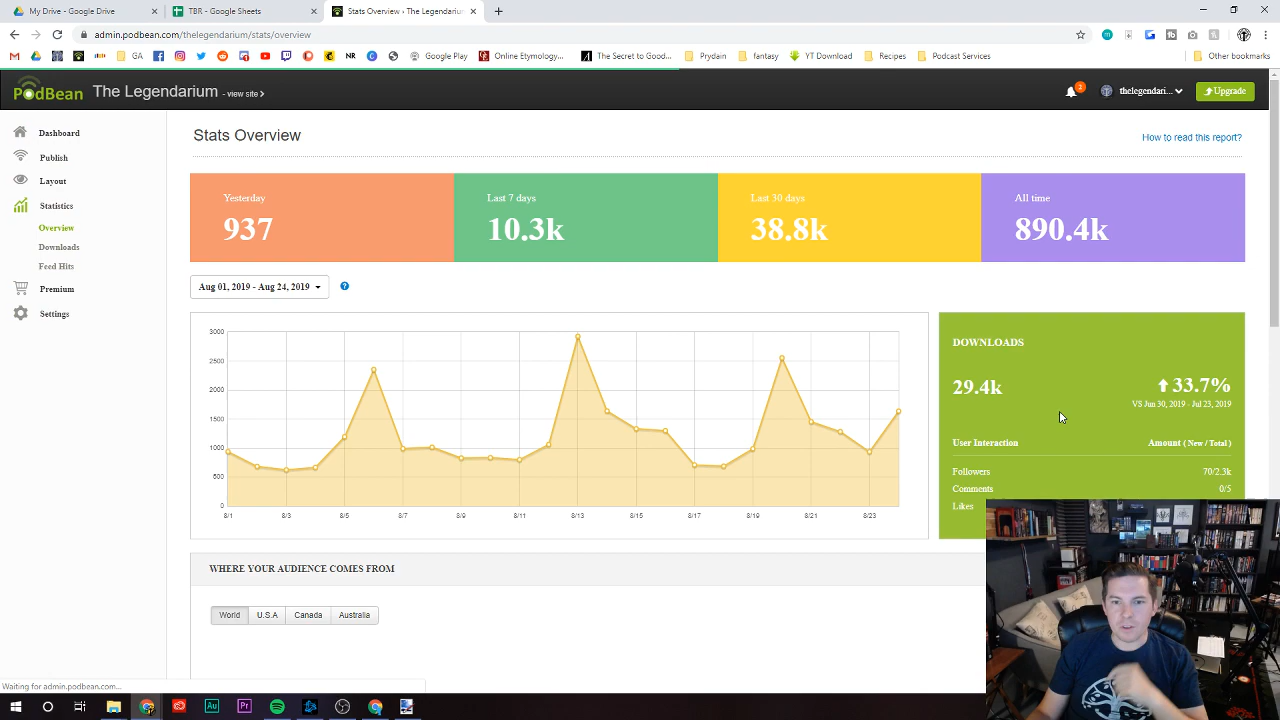 My Drive - Google Drive
The Legendarium - Google Drive
Stats Overview - The Legendariu
admin.podbean.com/thelegendarium/stats/overview
GA
NR
Google Play
Online Etymology...
The Secret to Good...
Prydain
fantasy
YT Download
Recipes
Podcast Services
Other bookmarks
PodBean
The Legendarium - view site
2
thelegendari...
Upgrade
Dashboard
Publish
Layout
Statistics
Overview
Downloads
Feed Hits
Premium
Settings
Stats Overview
How to read this report?
Yesterday
937
Last 7 days
10.3k
Last 30 days
38.8k
All time
890.4k
Aug 01, 2019 - Aug 24, 2019
?
3000
2500
2000
1500
1000
500
0
8/1 8/3 8/5 8/7 8/9 8/11 8/13 8/15 8/17 8/19 8/21 8/23
DOWNLOADS
29.4k
33.7%
VS Jun 30, 2019 - Jul 23, 2019
User Interaction Amount ( New / Total )
Followers 70/2.3k
Comments 0/5
Likes
WHERE YOUR AUDIENCE COMES FROM
World U.S.A Canada Australia
Waiting for admin.podbean.com...
Au
Pr